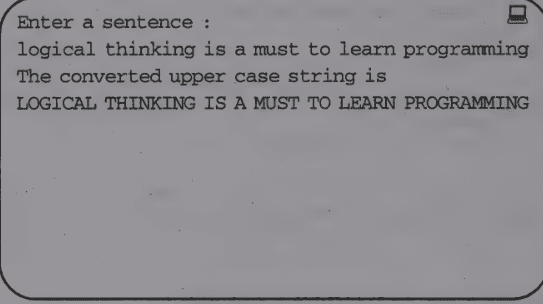 Enter a sentence :
logical thinking is a must to learn programming
The converted upper case string is
LOGICAL THINKING IS A MUST TO LEARN PROGRAMMING